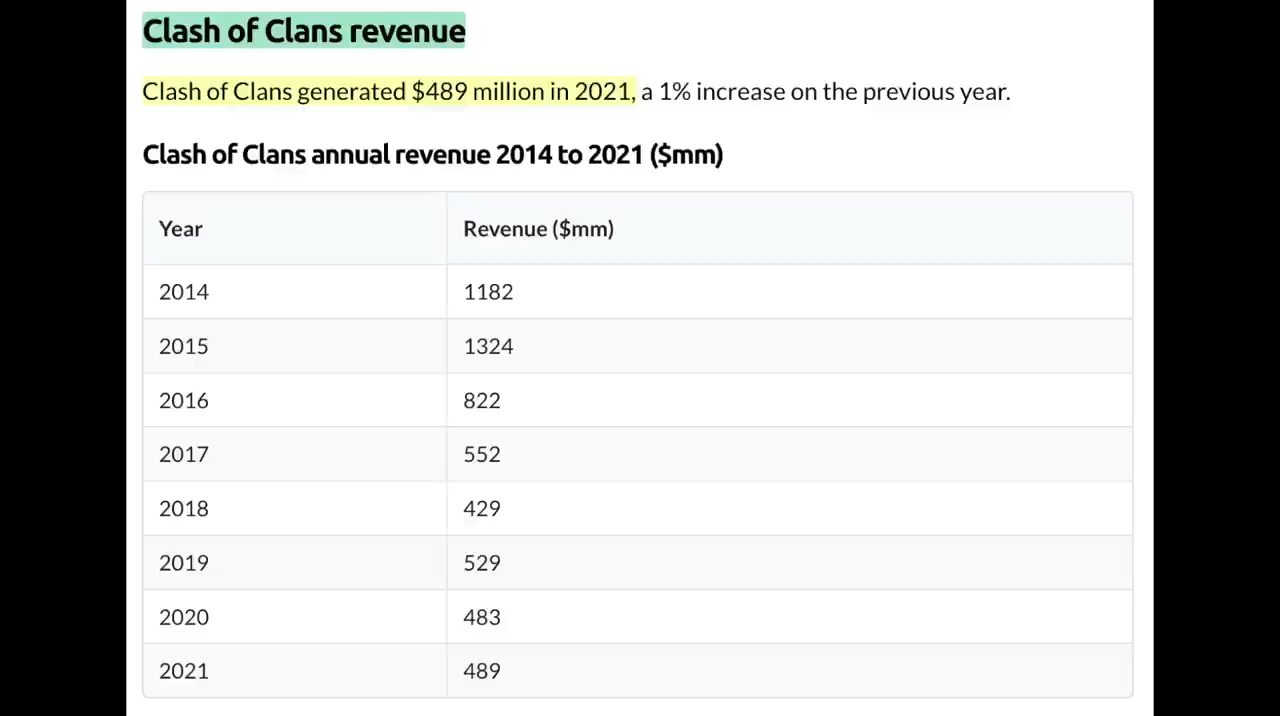 Clash of Clans revenue
Clash of Clans generated $489 million in 2021, a 1% increase on the previous year.
Clash of Clans annual revenue 2014 to 2021 ($mm)
Year Revenue ($mm)
2014 1182
2015 1324
2016 822
2017 552
2018 429
2019 529
2020 483
2021 489